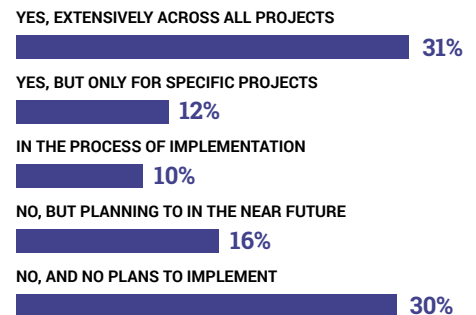 YES, EXTENSIVELY ACROSS ALL PROJECTS
31%
YES, BUT ONLY FOR SPECIFIC PROJECTS
12%
IN THE PROCESS OF IMPLEMENTATION
10%
NO, BUT PLANNING TO IN THE NEAR FUTURE
16%
NO, AND NO PLANS TO IMPLEMENT
30%